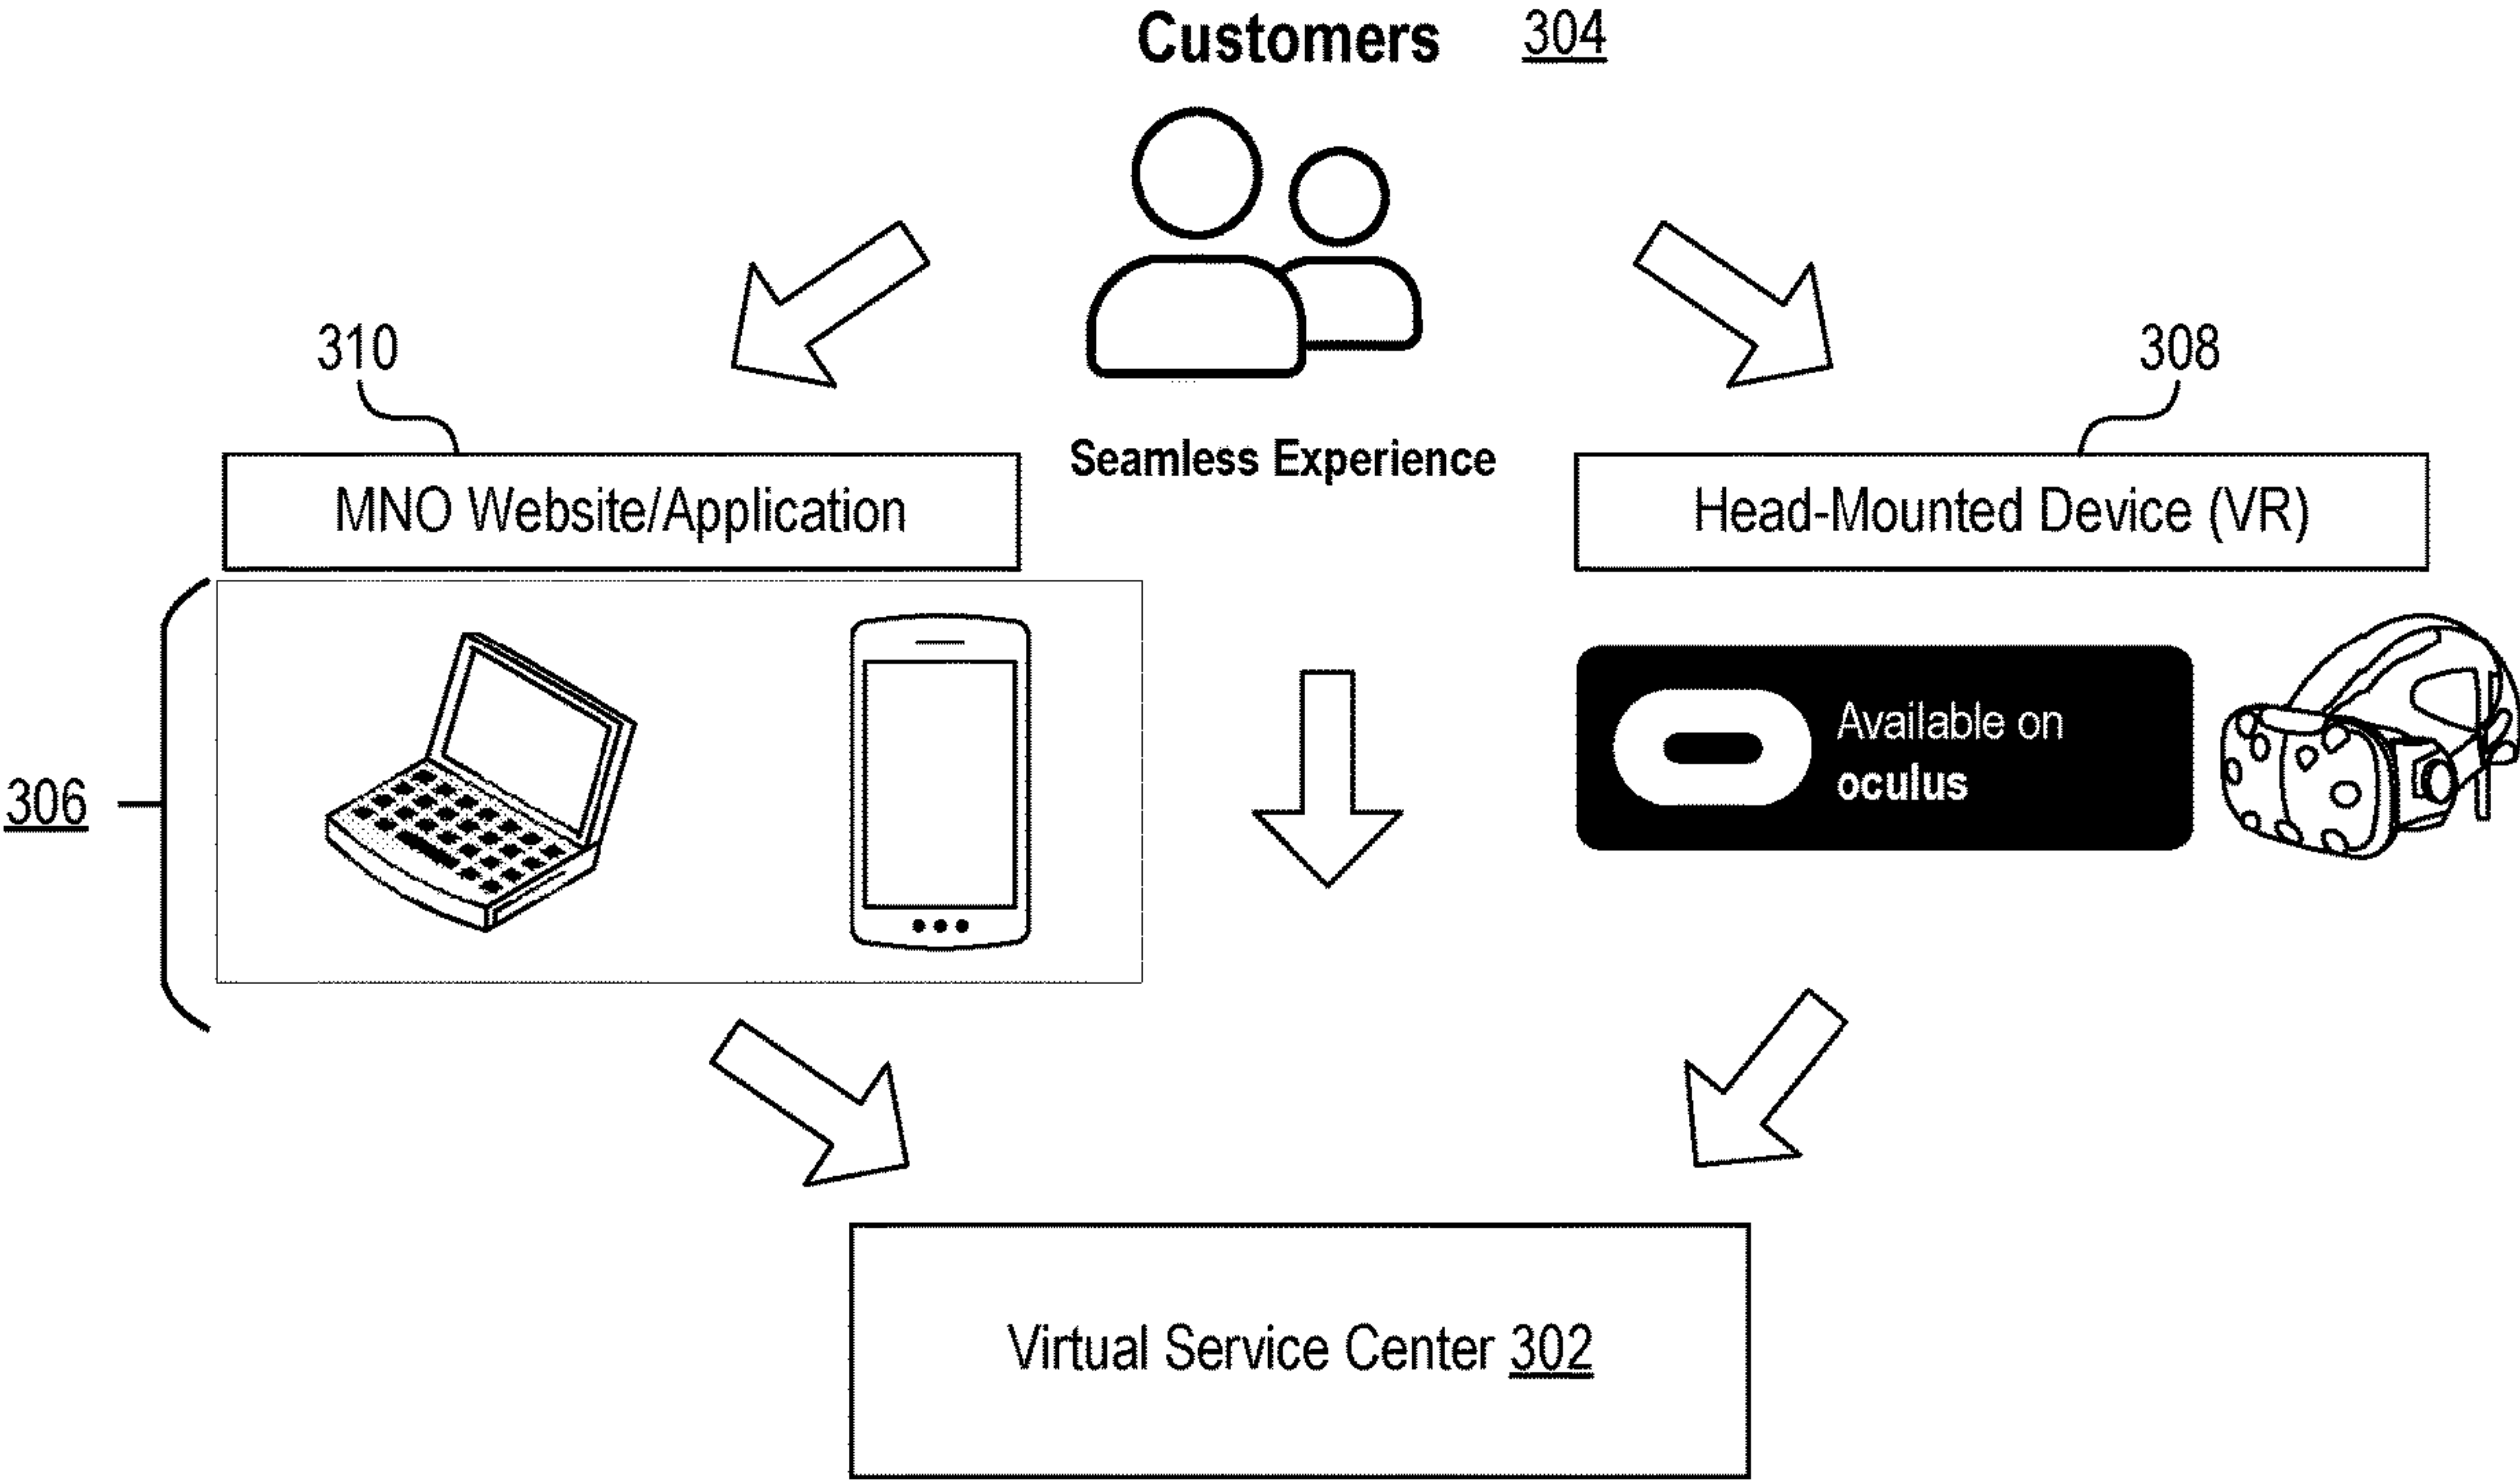 Customers 304
310
308
Seamless Experience
MNO Website/Application
Head-Mounted Device (VR)
306
Available on
oculus
Virtual Service Center 302